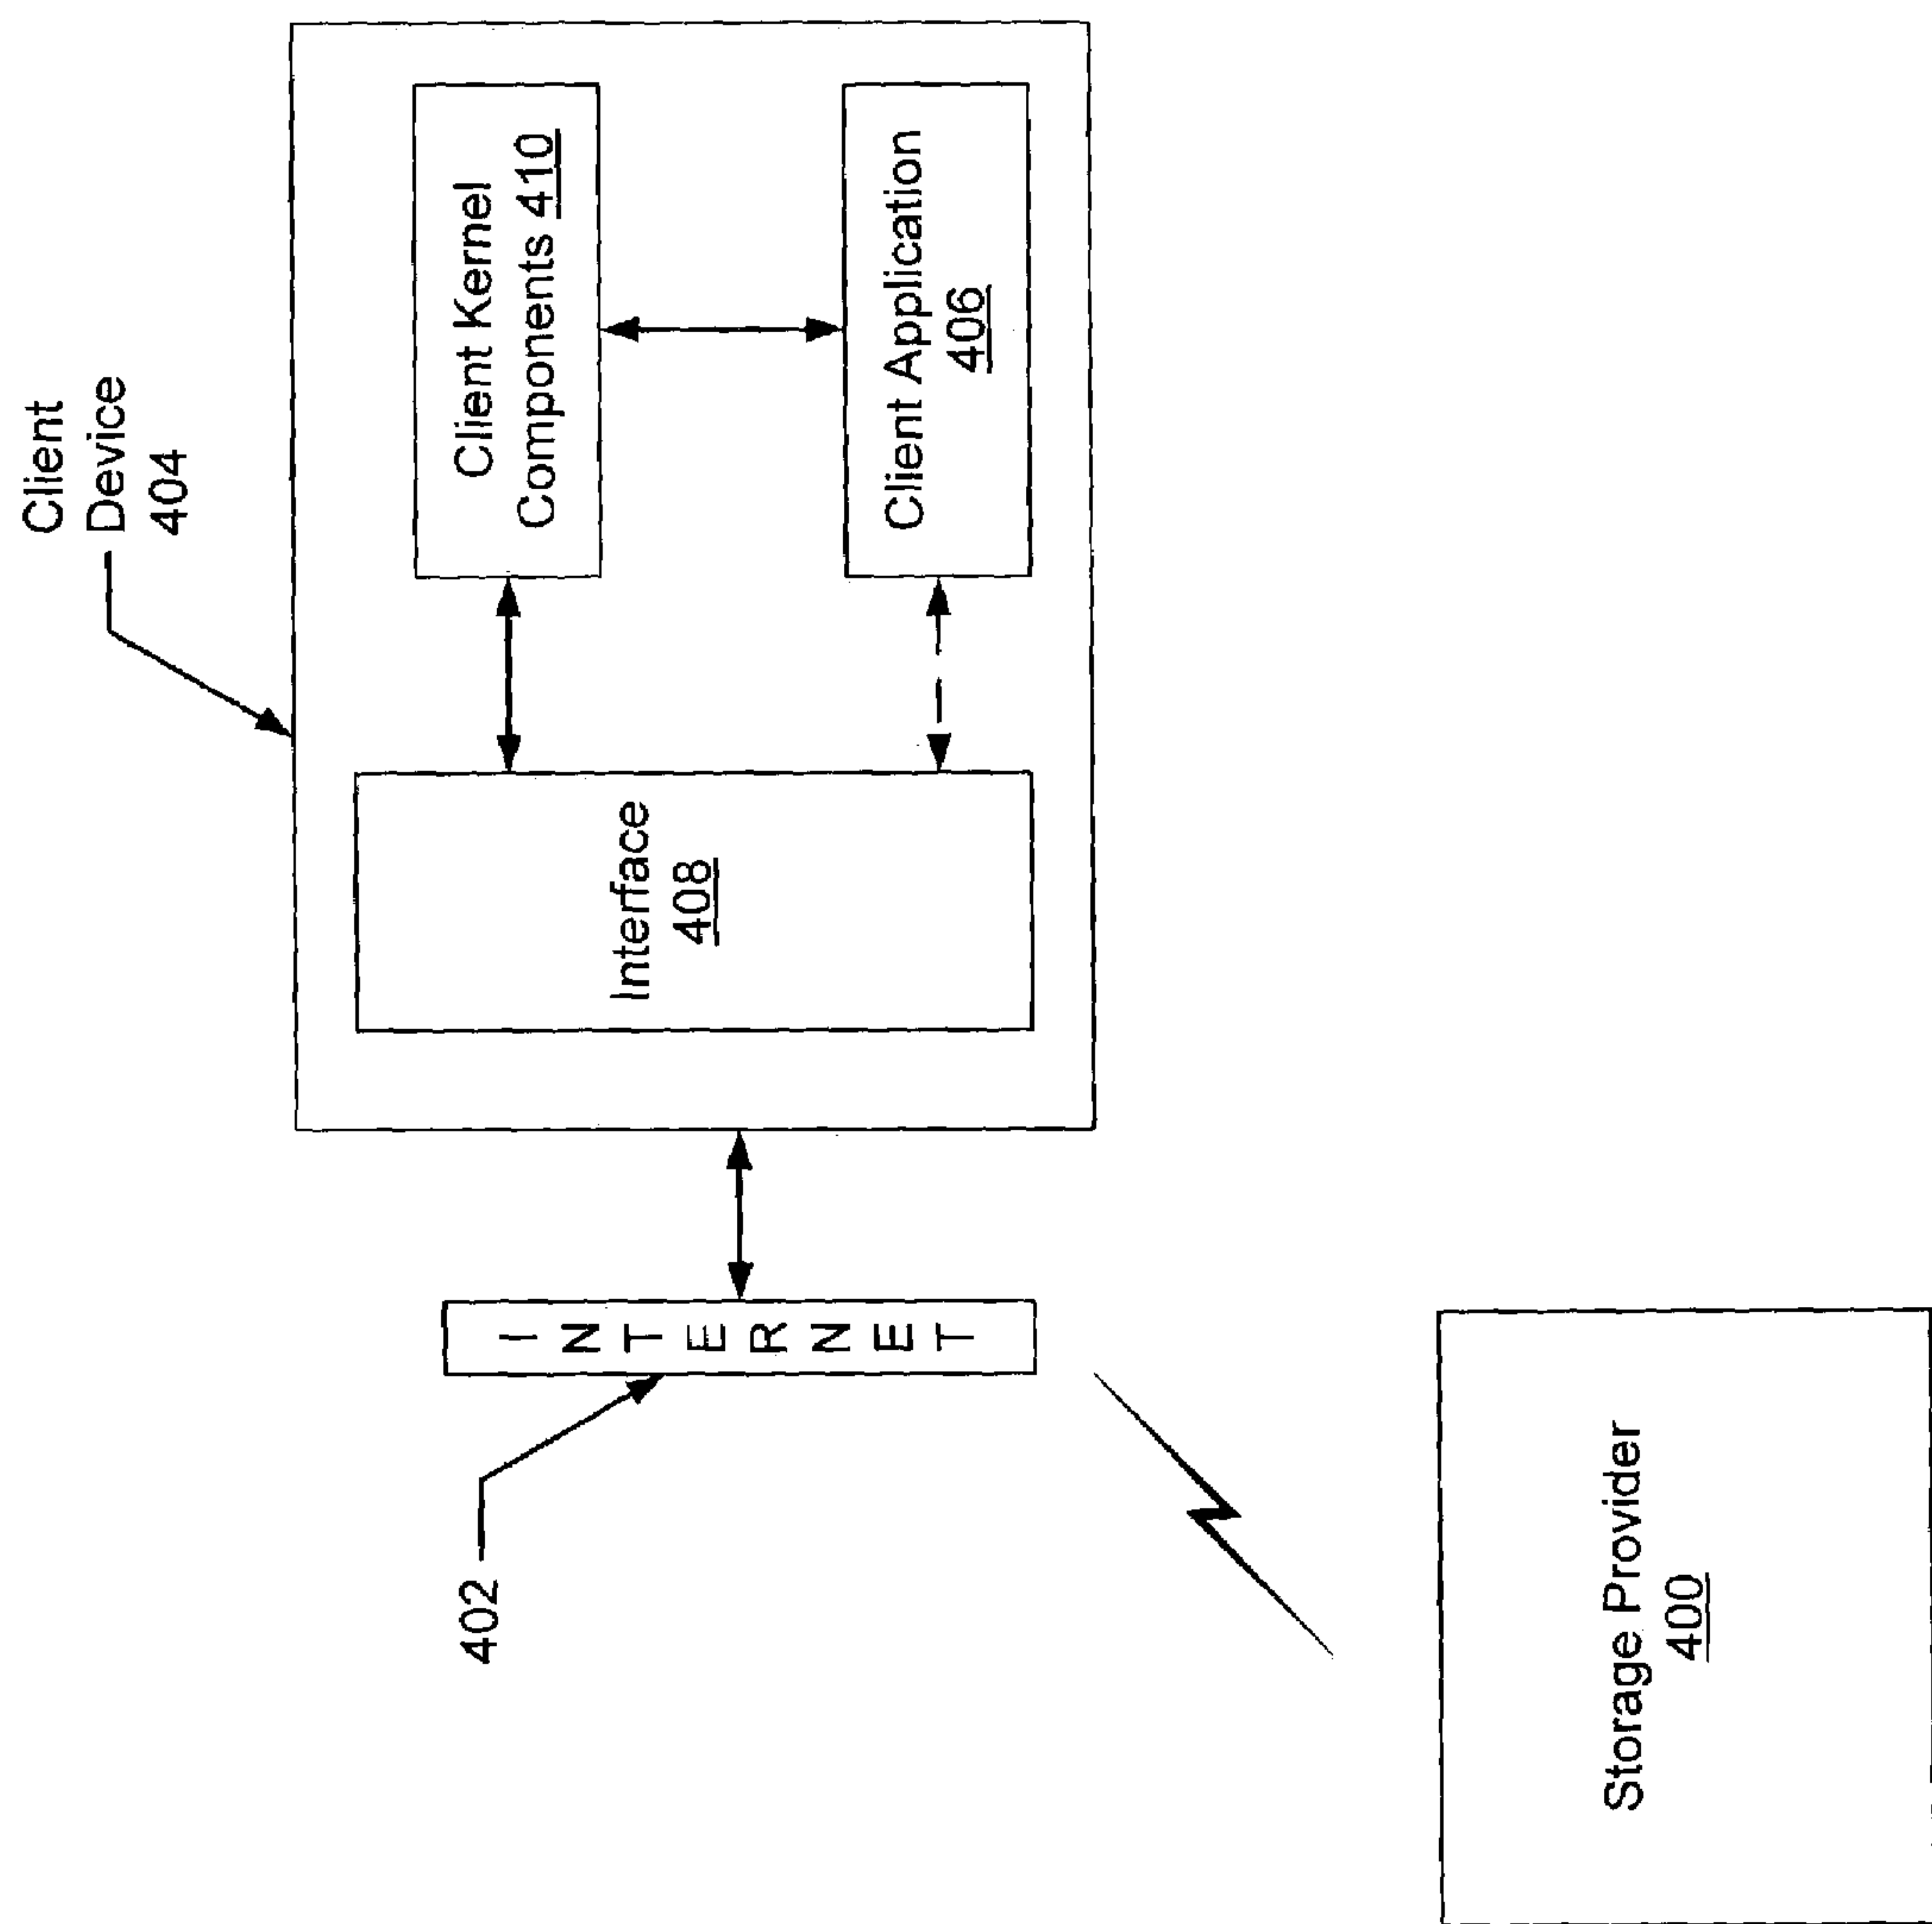 Client
Device
404
Client Kernel
Components 410
Client Application
406
Interface
408
INTERNET
402
Storage Provider
400